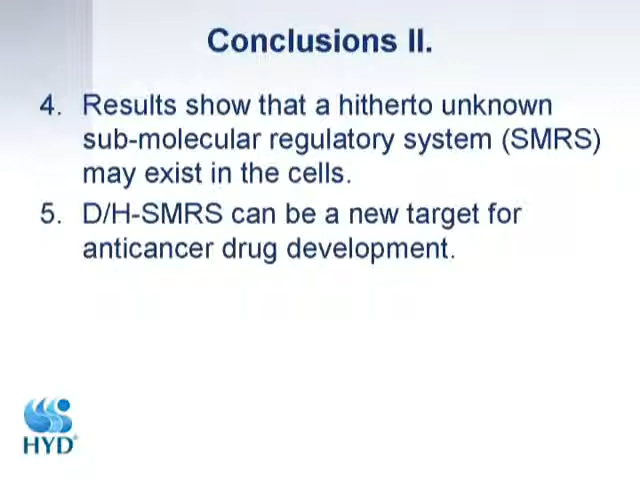 Conclusions II.
4. Results show that a hitherto unknown
sub-molecular regulatory system (SMRS)
may exist in the cells.
5. D/H-SMRS can be a new target for
anticancer drug development.
HYD®